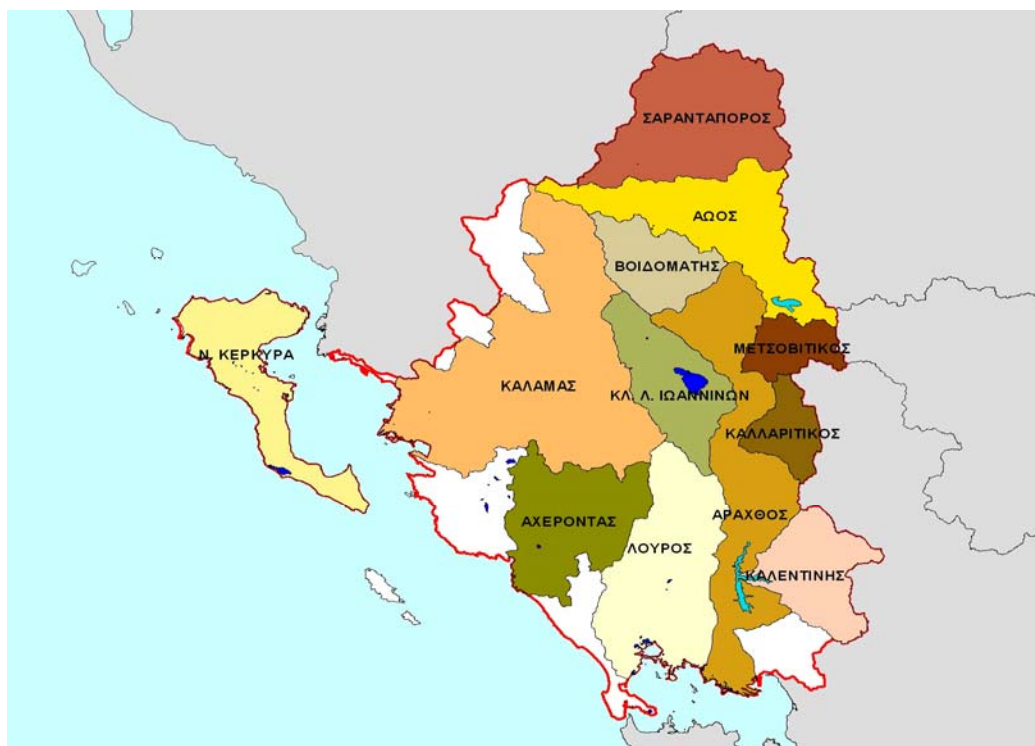 ΣΑΡΑΝΤΑΠΟΡΟΣ
ΑΩΟΣ
ΒΟΙΔΟΜΑΤΗΣ
Ν. ΚΕΡΚΥΡΑ
ΜΕΤΣΟΒΙΤΙΚΟΣ
ΚΑΛΑΜΑΣ
ΚΛ. Λ. ΙΩΑΝΝΙΝΩΝ
ΚΑΛΛΑΡΙΤΙΚΟΣ
ΑΧΕΡΟΝΤΑΣ
ΑΡΑΧΘΟΣ
ΛΟΥΡΟΣ
ΚΑΛΕΝΤΙΝΗΣ